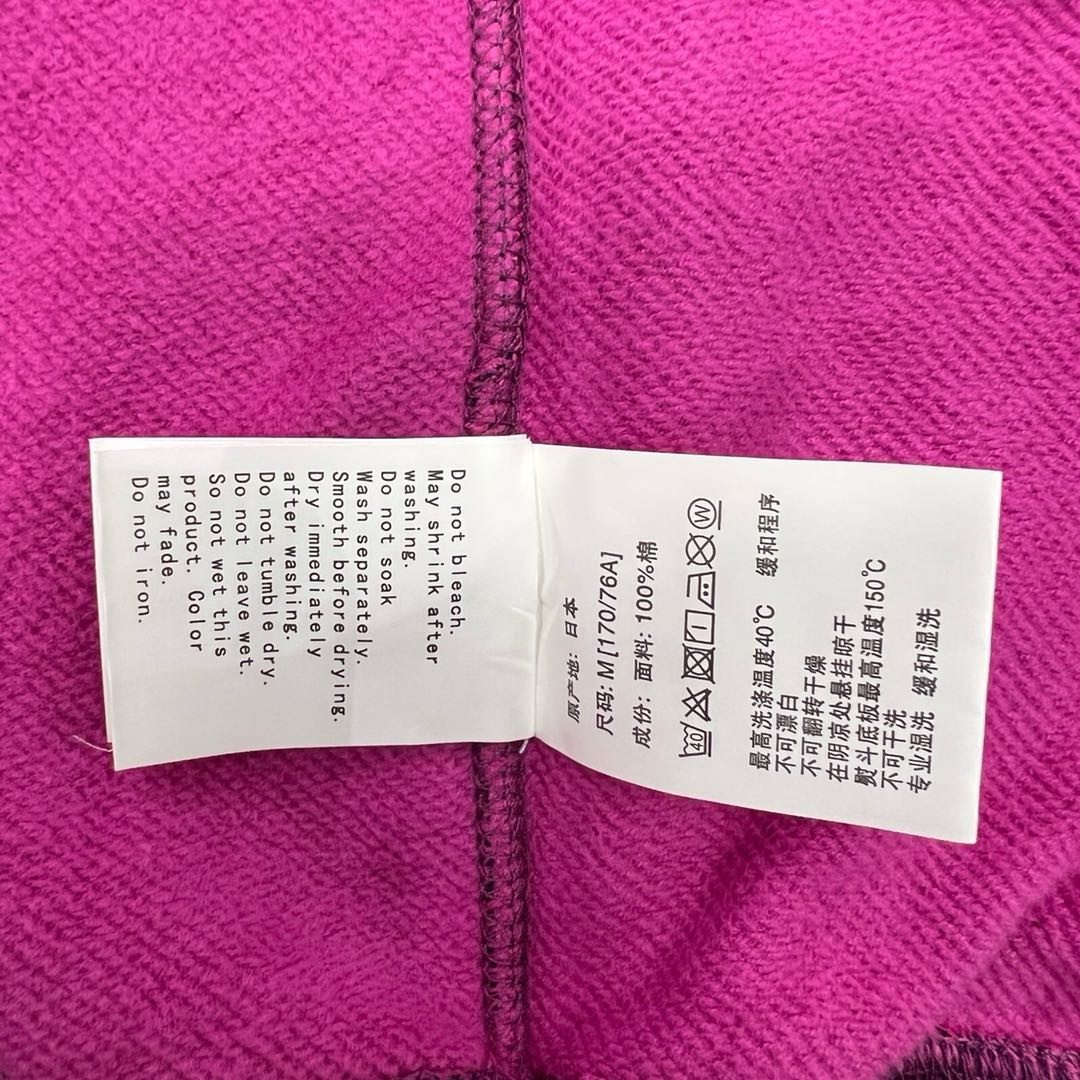 Do not bleach.
May shrink after
washing.
Do not soak
Wash separately.
Smooth before drying.
Dry immediately
after washing.
Do not tumble dry.
Do not leave wet.
So not wet this
product. Color
may fade.
Do not iron.
原产地: 日本
尺码: M [170/76A]
成份: 面料: 100%棉
40 W
最高洗涤温度40℃ 缓和程序
不可漂白
不可翻转干燥
在阴凉处悬挂晾干
熨斗底板最高温度150℃
不可干洗
专业湿洗 缓和湿洗